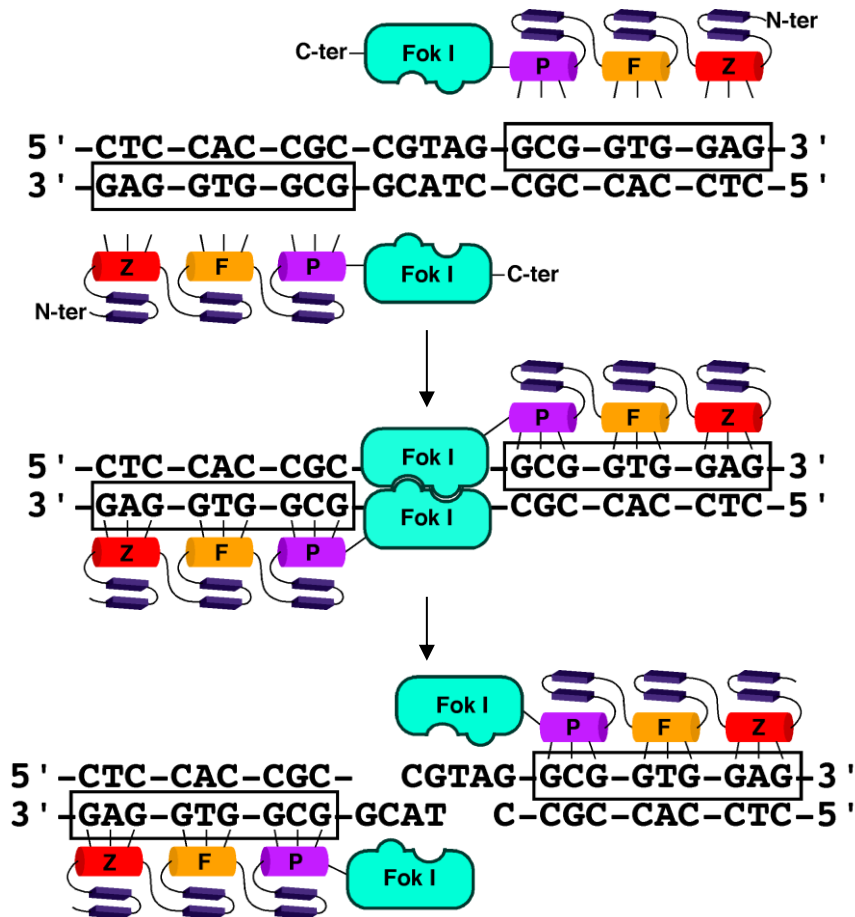 N-ter
C-ter Fok I P F Z
5'-CTC-CAC-CGC-CGTAG-GCG-GTG-GAG-3'
3'-GAG-GTG-GCG-GCATC-CGC-CAC-CTC-5'
Z F P Fok I C-ter
N-ter
P F Z
Fok I
5'-CTC-CAC-CGC- -GCG-GTG-GAG-3'
3'-GAG-GTG-GCG- -CGC-CAC-CTC-5'
Fok I
Z F P
Fok I P F Z
5'-CTC-CAC-CGC- CGTAG-GCG-GTG-GAG-3'
3'-GAG-GTG-GCG-GCAT C-CGC-CAC-CTC-5'
Z F P Fok I